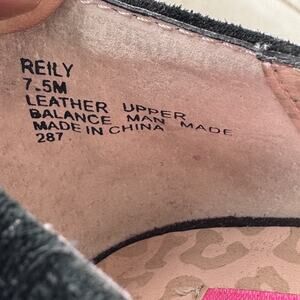 REILY
7.5M
LEATHER UPPER
BALANCE MAN MADE
MADE IN CHINA
287